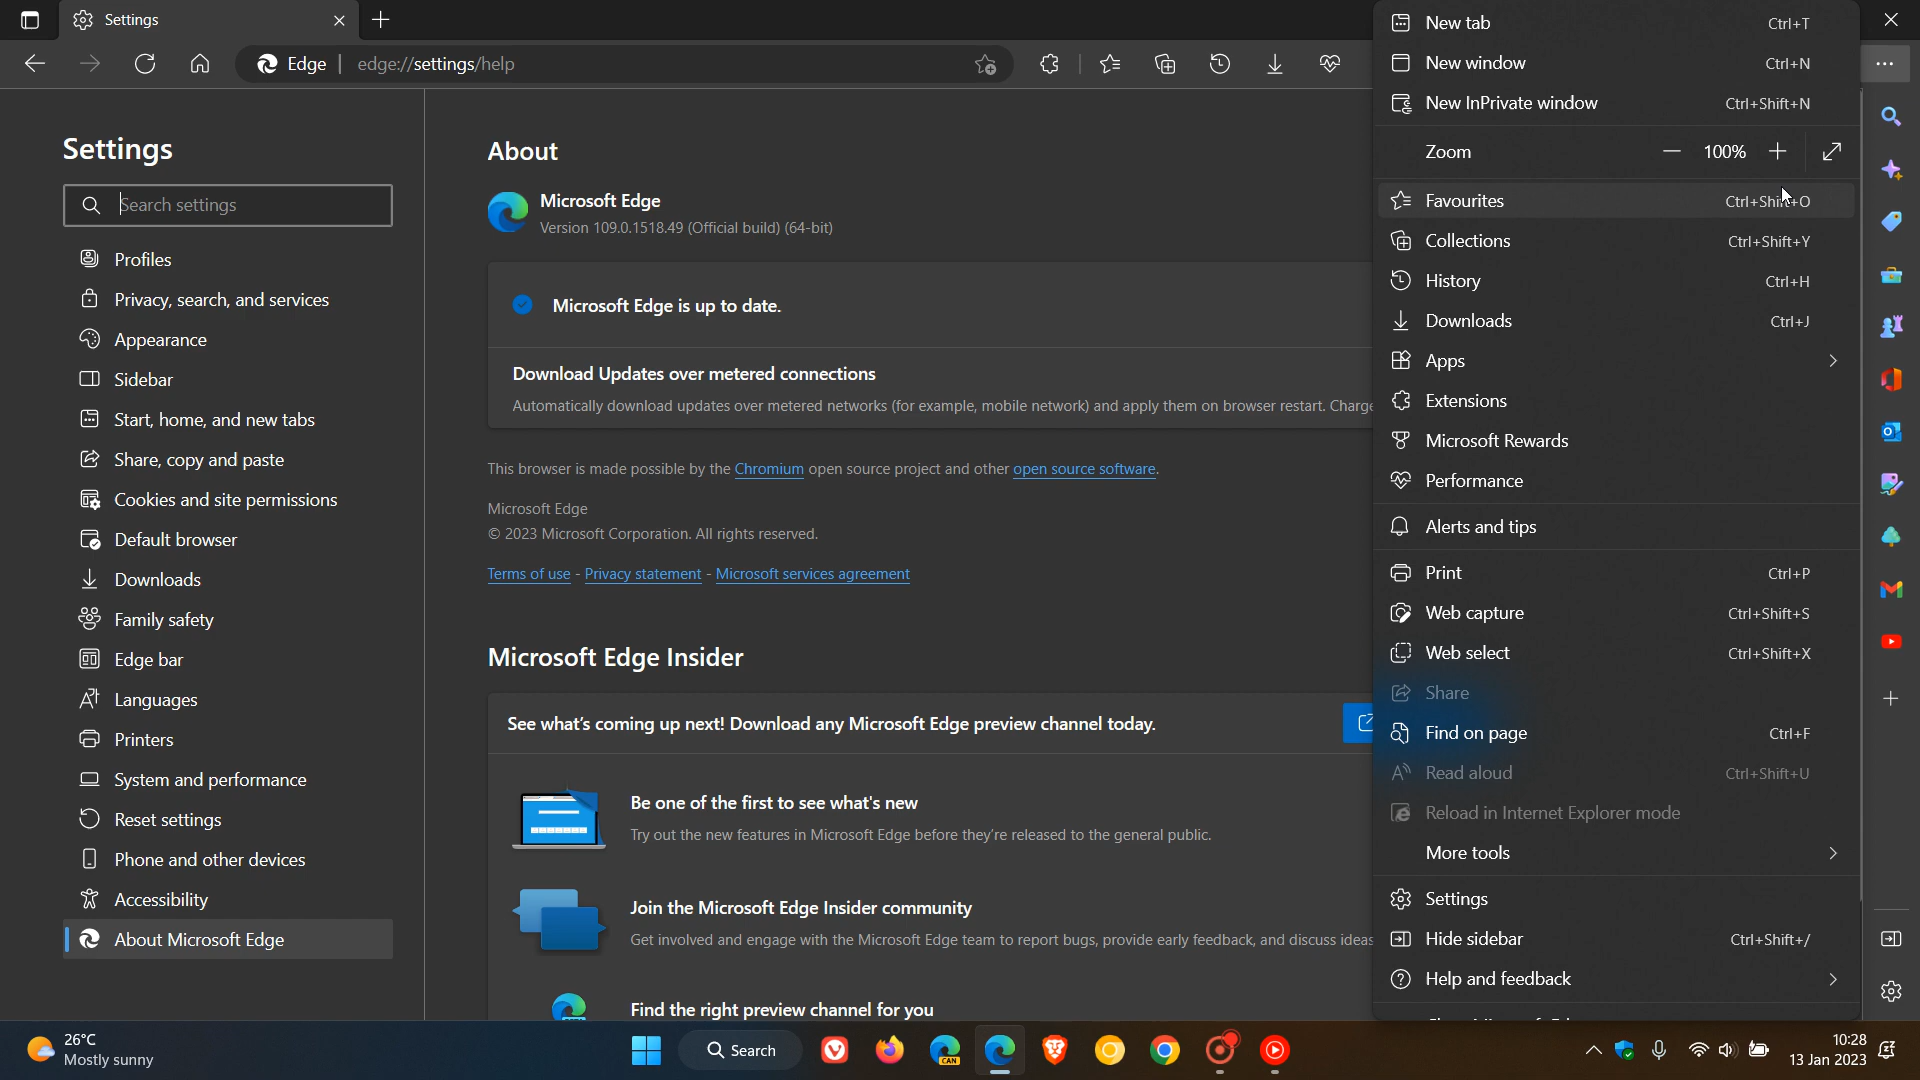 Settings
Edge | edge://settings/help
Settings
Search settings
Profiles
Privacy, search, and services
Appearance
Sidebar
Start, home, and new tabs
Share, copy and paste
Cookies and site permissions
Default browser
Downloads
Family safety
Edge bar
Languages
Printers
System and performance
Reset settings
Phone and other devices
Accessibility
About Microsoft Edge
About
Microsoft Edge
Version 109.0.1518.49 (Official build) (64-bit)
Microsoft Edge is up to date.
Download Updates over metered connections
Automatically download updates over metered networks (for example, mobile network) and apply them on browser restart. Charge
This browser is made possible by the Chromium open source project and other open source software.
Microsoft Edge
© 2023 Microsoft Corporation. All rights reserved.
Terms of use - Privacy statement - Microsoft services agreement
Microsoft Edge Insider
See what's coming up next! Download any Microsoft Edge preview channel today.
Be one of the first to see what's new
Try out the new features in Microsoft Edge before they're released to the general public.
Join the Microsoft Edge Insider community
Get involved and engage with the Microsoft Edge team to report bugs, provide early feedback, and discuss ideas
Find the right preview channel for you
New tab Ctrl+T
New window Ctrl+N
New InPrivate window Ctrl+Shift+N
Zoom 100%
Favourites Ctrl+Shift+O
Collections Ctrl+Shift+Y
History Ctrl+H
Downloads Ctrl+J
Apps
Extensions
Microsoft Rewards
Performance
Alerts and tips
Print Ctrl+P
Web capture Ctrl+Shift+S
Web select Ctrl+Shift+X
Share
Find on page Ctrl+F
Read aloud Ctrl+Shift+U
Reload in Internet Explorer mode
More tools
Settings
Hide sidebar Ctrl+Shift+/
Help and feedback
26°C
Mostly sunny
Search
CAN
10:28
13 Jan 2023